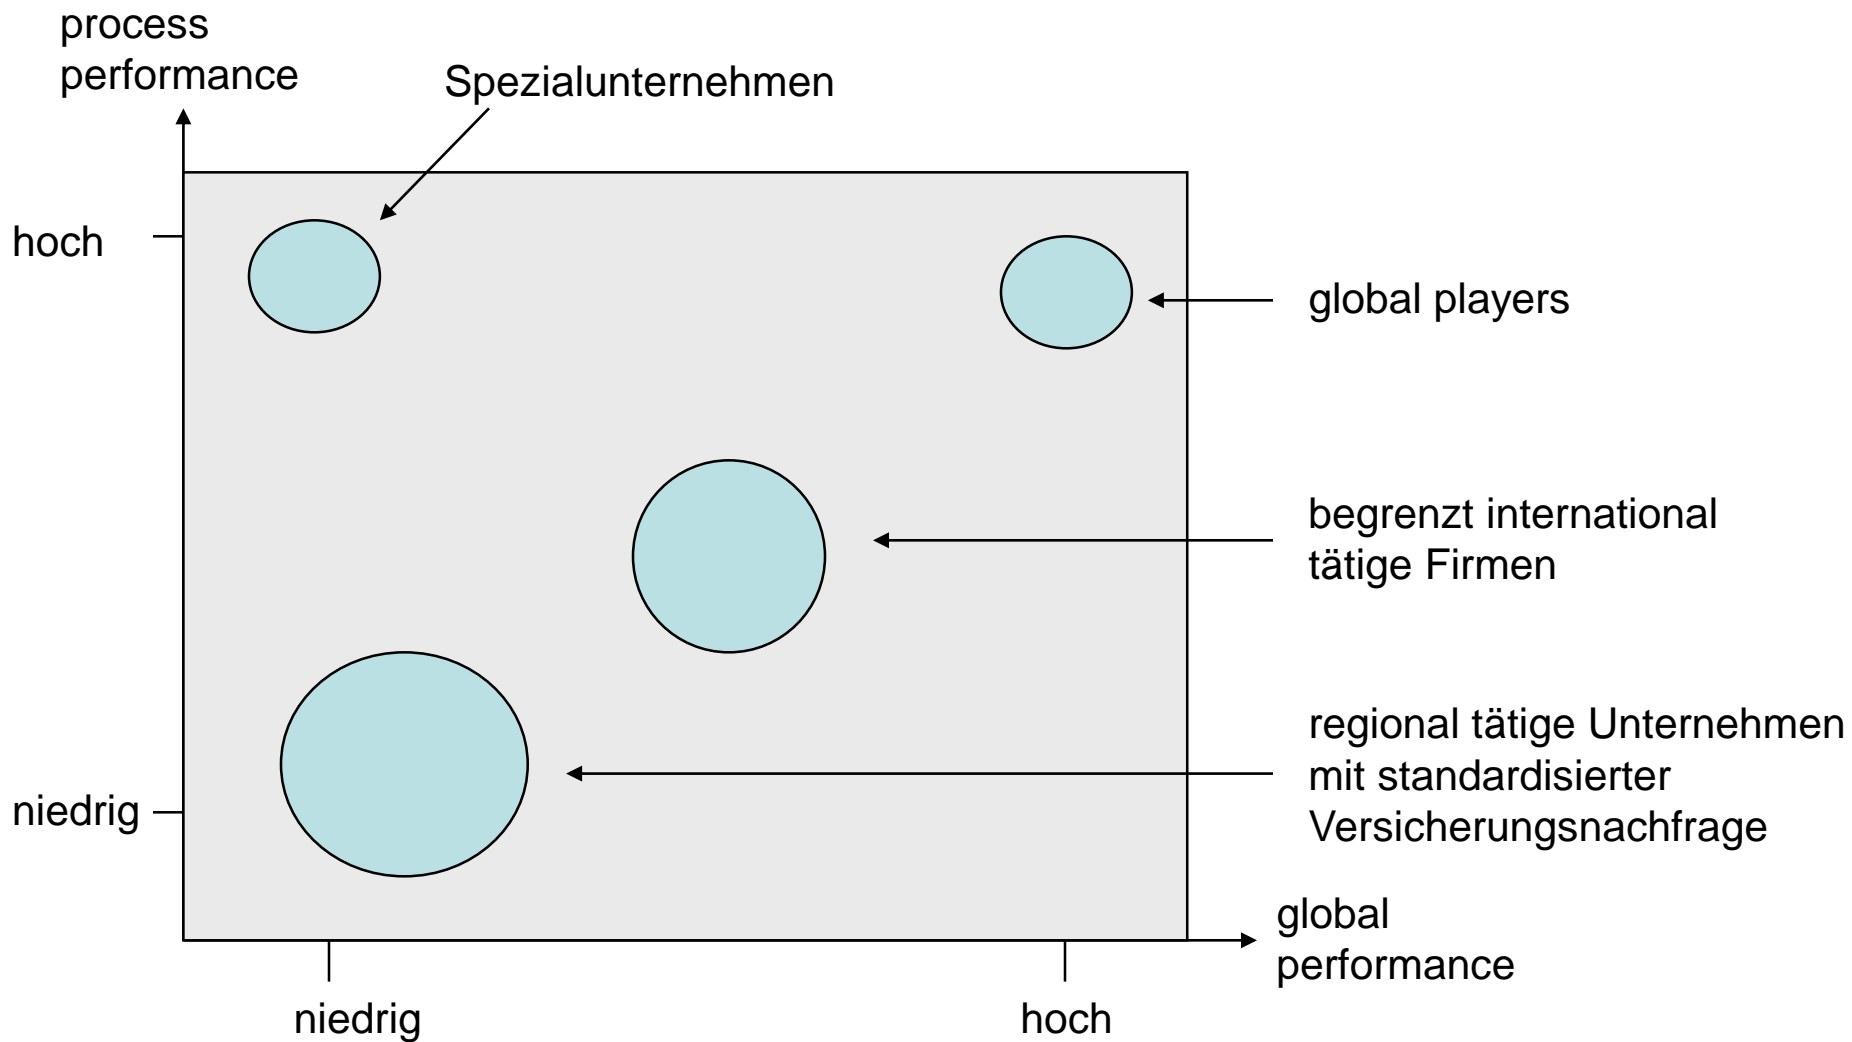 process
performance
Spezialunternehmen
hoch
global players
begrenzt international
tätige Firmen
regional tätige Unternehmen
mit standardisierter
Versicherungsnachfrage
niedrig
global
performance
niedrig
hoch